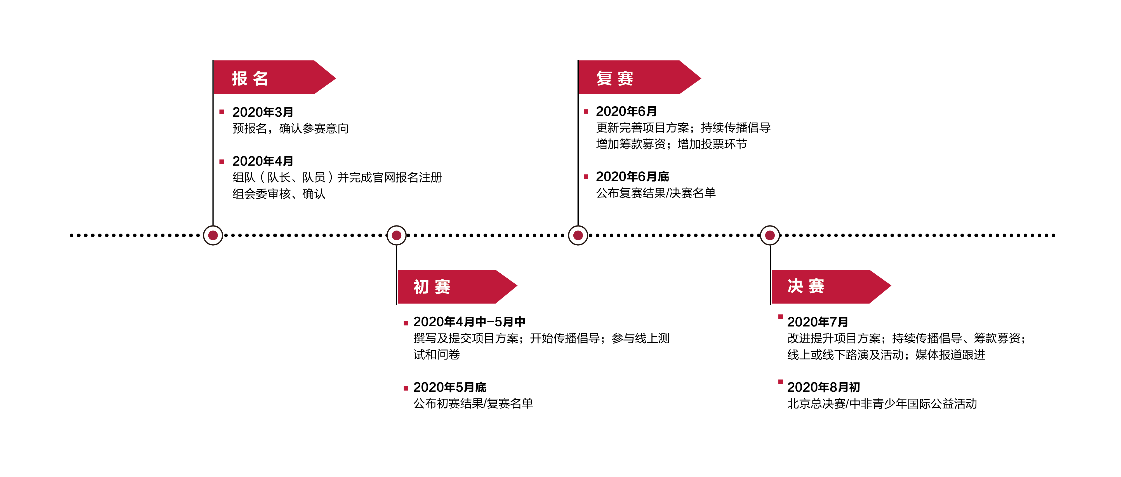 报名
2020年3月
预报名，确认参赛意向
2020年4月
组队（队长、队员）并完成官网报名注册
组会委审核、确认
初赛
2020年4月中-5月中
撰写及提交项目方案；开始传播倡导；参与线上测
试和问卷
2020年5月底
公布初赛结果/复赛名单
复赛
2020年6月
更新完善项目方案；持续传播倡导
增加筹款募资；增加投票环节
2020年6月底
公布复赛结果/决赛名单
决赛
2020年7月
改进提升项目方案；持续传播倡导、筹款募资；
线上或线下路演及活动；媒体报道跟进
2020年8月初
北京总决赛/中非青少年国际公益活动